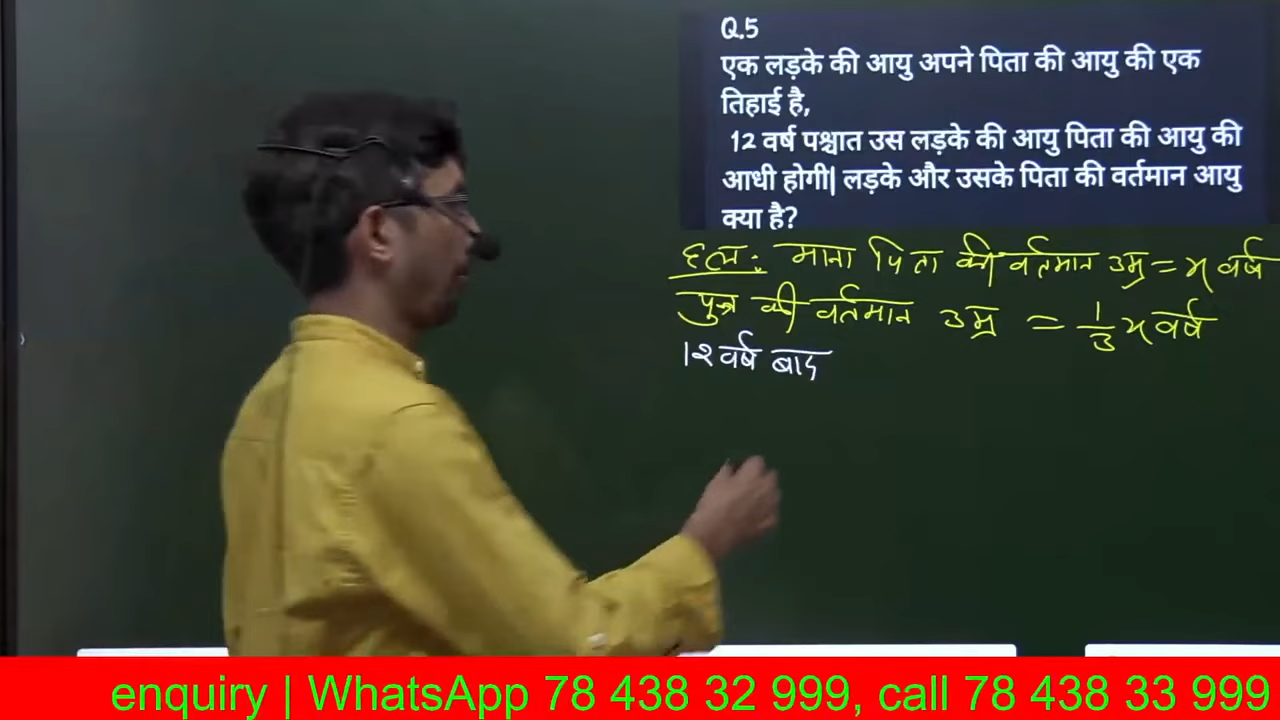 Q.5
एक लड़के की आयु अपने पिता की आयु की एक
तिहाई है,
12 वर्ष पश्चात उस लड़के की आयु पिता की आयु की
आधी होगी| लड़के और उसके पिता की वर्तमान आयु
क्या है?
हल: माना पिता की वर्तमान उम्र = x वर्ष
पुत्र की वर्तमान उम्र = 1/3 x वर्ष
12 वर्ष बाद
enquiry | WhatsApp 78 438 32 999, call 78 438 33 999